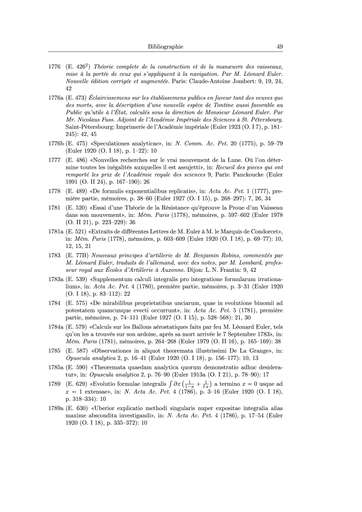 Bibliographie 49
1776 (E. 426²) Théorie complète de la construction et de la manœuvre des vaisseaux,
mise à la portée de ceux qui s'appliquent à la navigation. Par M. Léonard Euler.
Nouvelle édition corrigée et augmentée. Paris: Claude-Antoine Jombert: 9, 19, 24,
42
1776a (E. 473) Éclaircissemens sur les établissemens publics en faveur tant des veuves que
des morts, avec la déscription d'une nouvelle espèce de Tontine aussi favorable au
Public qu'utile à l'État, calculés sous la direction de Monsieur Léonard Euler. Par
Mr. Nicolaus Fuss. Adjoint de l'Académie Impériale des Sciences à St. Pétersbourg.
Saint-Pétersbourg: Imprimerie de l'Académie impériale (Euler 1923 (O. I 7), p. 181–
245): 42, 45
1776b (E. 475) «Speculationes analyticae», in: N. Comm. Ac. Pet. 20 (1775), p. 59–79
(Euler 1920 (O. I 18), p. 1–22): 10
1777 (E. 486) «Nouvelles recherches sur le vrai mouvement de la Lune. Où l'on déter-
mine toutes les inégalités auxquelles il est assujetti», in: Recueil des pièces qui ont
remporté les prix de l'Académie royale des sciences 9, Paris: Panckoucke (Euler
1991 (O. II 24), p. 167–190): 26
1778 (E. 489) «De formulis exponentialibus replicatis», in: Acta Ac. Pet. 1 (1777), pre-
mière partie, mémoires, p. 38–60 (Euler 1927 (O. I 15), p. 268–297): 7, 26, 34
1781 (E. 520) «Essai d'une Théorie de la Résistance qu'éprouve la Proue d'un Vaisseau
dans son mouvement», in: Mém. Paris (1778), mémoires, p. 597–602 (Euler 1978
(O. II 21), p. 223–229): 36
1781a (E. 521) «Extraits de différentes Lettres de M. Euler à M. le Marquis de Condorcet»,
in: Mém. Paris (1778), mémoires, p. 603–609 (Euler 1920 (O. I 18), p. 69–77): 10,
12, 15, 21
1783 (E. 77B) Nouveaux principes d'artillerie de M. Benjamin Robins, commentés par
M. Léonard Euler, traduits de l'allemand, avec des notes, par M. Lombard, profes-
seur royal aux Écoles d'Artillerie à Auxonne. Dijon: L. N. Frantin: 9, 42
1783a (E. 539) «Supplementum calculi integralis pro integratione formularum irrationa-
lium», in: Acta Ac. Pet. 4 (1780), première partie, mémoires, p. 3–31 (Euler 1920
(O. I 18), p. 83–112): 22
1784 (E. 575) «De mirabilibus proprietatibus unciarum, quae in evolutione binomii ad
potestatem quamcunque evecti occurrunt», in: Acta Ac. Pet. 5 (1781), première
partie, mémoires, p. 74–111 (Euler 1927 (O. I 15), p. 528–568): 21, 30
1784a (E. 579) «Calculs sur les Ballons aérostatiques faits par feu M. Léonard Euler, tels
qu'on les a trouvés sur son ardoise, après sa mort arrivée le 7 Septembre 1783», in:
Mém. Paris (1781), mémoires, p. 264–268 (Euler 1979 (O. II 16), p. 165–169): 38
1785 (E. 587) «Observationes in aliquot theoremata illustrissimi De La Grange», in:
Opuscula analytica 2, p. 16–41 (Euler 1920 (O. I 18), p. 156–177): 10, 13
1785a (E. 590) «Theoremata quaedam analytica quorum demonstratio adhuc desidera-
tur», in: Opuscula analytica 2, p. 76–90 (Euler 1913a (O. I 21), p. 78–90): 17
1789 (E. 629) «Evolutio formulae integralis ∫ ∂x (1/(1−x) + 1/lx) a termino x = 0 usque ad
x = 1 extensae», in: N. Acta Ac. Pet. 4 (1786), p. 3–16 (Euler 1920 (O. I 18),
p. 318–334): 10
1789a (E. 630) «Uberior explicatio methodi singularis nuper expositae integralia alias
maxime abscondita investigandi», in: N. Acta Ac. Pet. 4 (1786), p. 17–54 (Euler
1920 (O. I 18), p. 335–372): 10